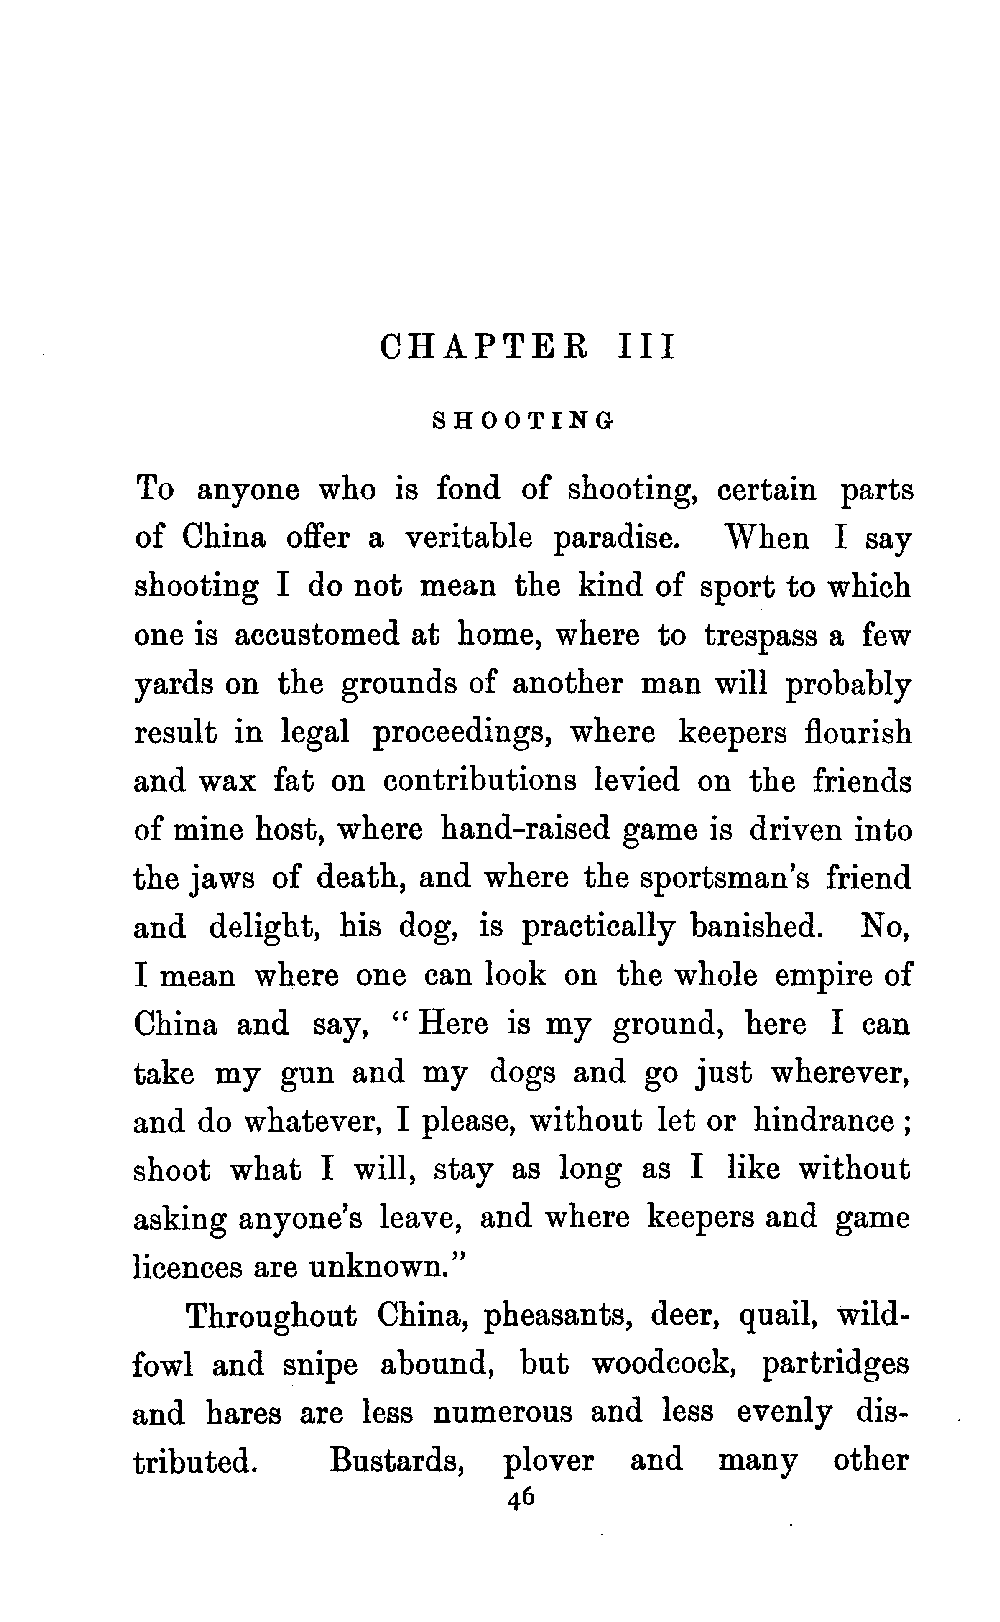 CHAPTER III
SHOOTING
To anyone who is fond of shooting, certain parts
of China offer a veritable paradise. When I say
shooting I do not mean the kind of sport to which
one is accustomed at home, where to trespass a few
yards on the grounds of another man will probably
result in legal proceedings, where keepers flourish
and wax fat on contributions levied on the friends
of mine host, where hand-raised game is driven into
the jaws of death, and where the sportsman's friend
and delight, his dog, is practically banished. No,
I mean where one can look on the whole empire of
China and say, “Here is my ground, here I can
take my gun and my dogs and go just wherever,
and do whatever, I please, without let or hindrance;
shoot what I will, stay as long as I like without
asking anyone's leave, and where keepers and game
licences are unknown.”
Throughout China, pheasants, deer, quail, wild-
fowl and snipe abound, but woodcock, partridges
and hares are less numerous and less evenly dis-
tributed. Bustards, plover and many other
46